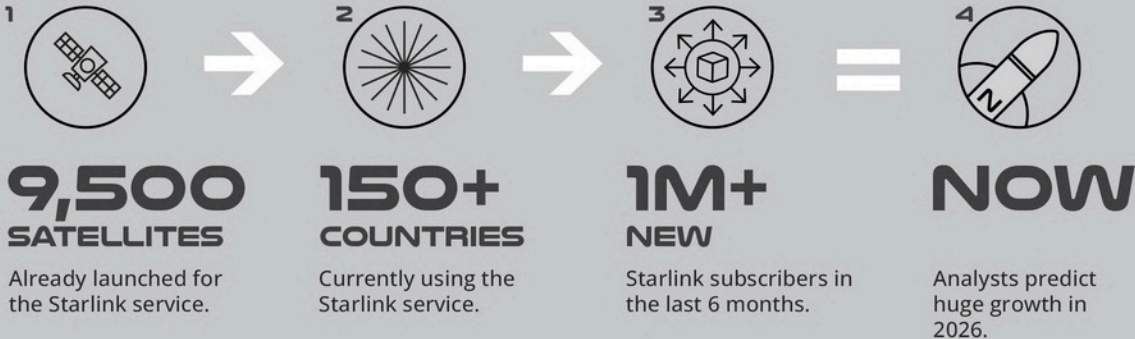 1
2
3
4
N
9,500
SATELLITES
Already launched for
the Starlink service.
150+
COUNTRIES
Currently using the
Starlink service.
1M+
NEW
Starlink subscribers in
the last 6 months.
NOW
Analysts predict
huge growth in
2026.